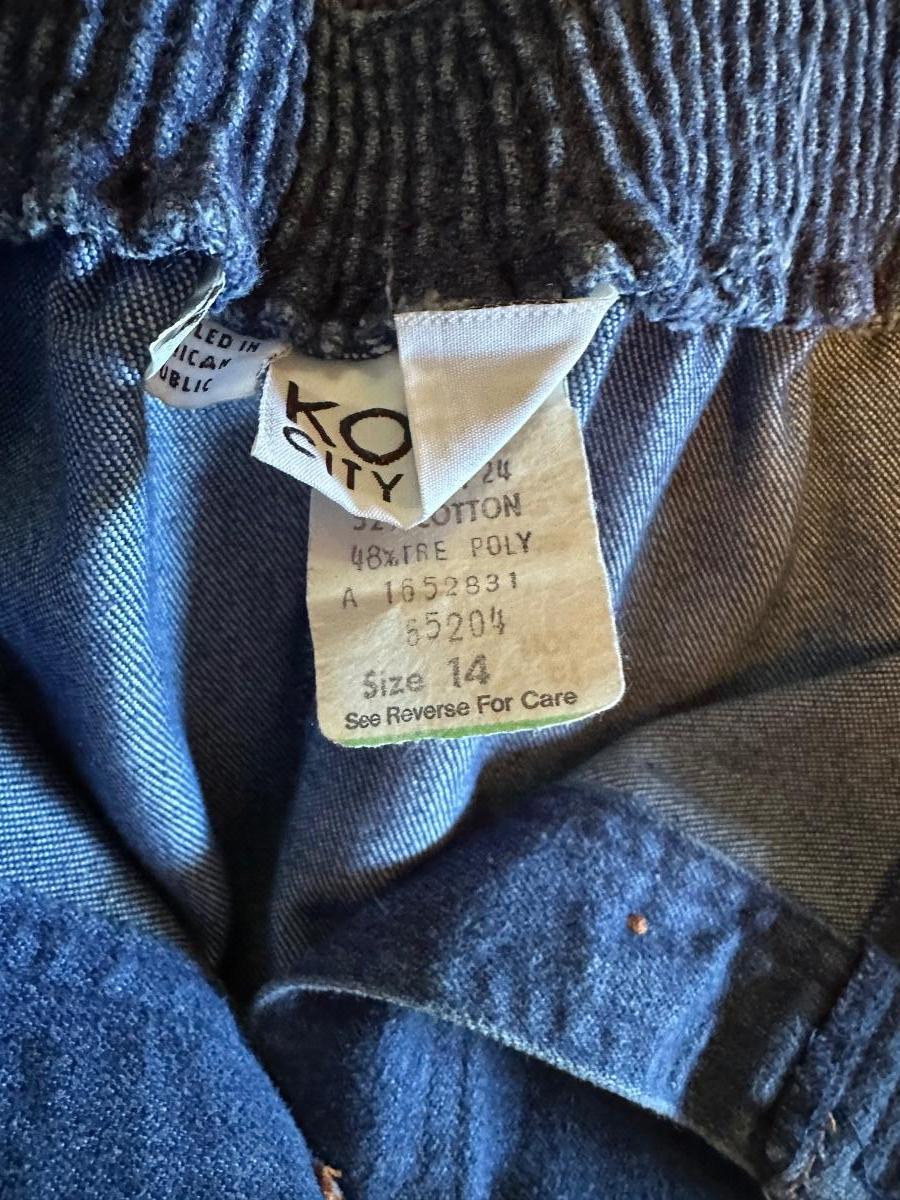 LED IN
ICAN
UBLIC
KO
CITY
24
52% COTTON
48% TRE POLY
A 1652831
65204
Size 14
See Reverse For Care